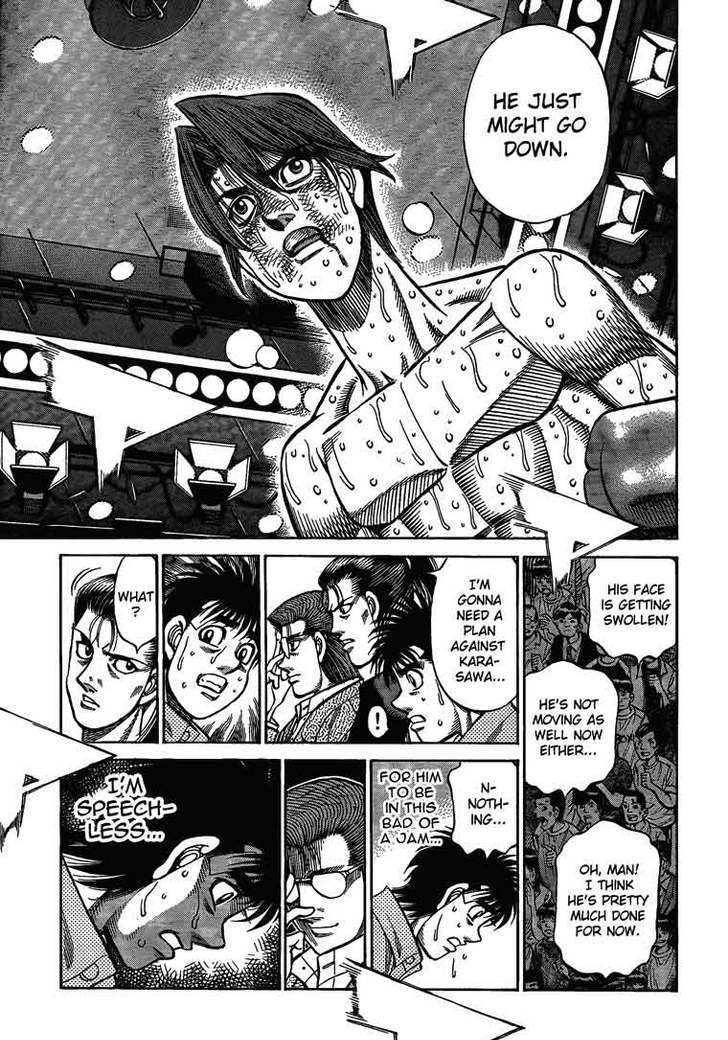 HE JUST
MIGHT GO
DOWN.
HIS FACE
IS GETTING
SWOLLEN!
HE'S NOT
MOVING AS
WELL NOW
EITHER...
OH, MAN!
I THINK
HE'S PRETTY
MUCH DONE
FOR NOW.
I'M
GONNA
NEED A
PLAN
AGAINST
KARA-
SAWA...
!
WHAT?
N-
NOTH-
ING...
FOR HIM
TO BE
IN THIS
BAD OF
A JAM...
I'M
SPEECH-
LESS...